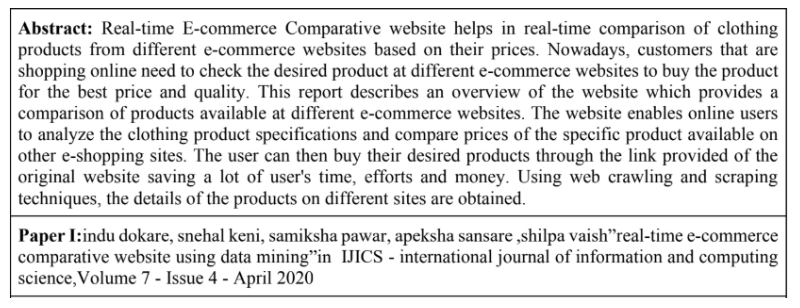 Abstract: Real-time E-commerce Comparative website helps in real-time comparison of clothing
products from different e-commerce websites based on their prices. Nowadays, customers that are
shopping online need to check the desired product at different e-commerce websites to buy the product
for the best price and quality. This report describes an overview of the website which provides a
comparison of products available at different e-commerce websites. The website enables online users
to analyze the clothing product specifications and compare prices of the specific product available on
other e-shopping sites. The user can then buy their desired products through the link provided of the
original website saving a lot of user's time, efforts and money. Using web crawling and scraping
techniques, the details of the products on different sites are obtained.
Paper I:indu dokare, snehal keni, samiksha pawar, apeksha sansare ,shilpa vaish”real-time e-commerce
comparative website using data mining”in IJICS - international journal of information and computing
science,Volume 7 - Issue 4 - April 2020